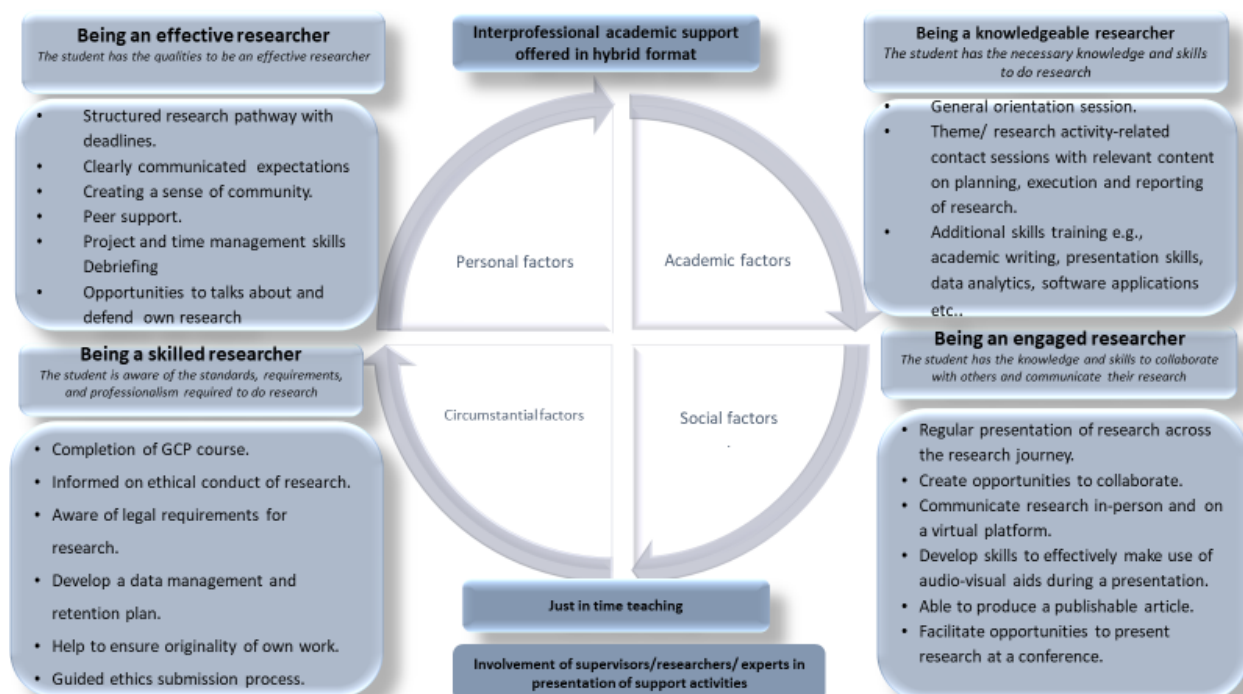 Being an effective researcher
The student has the qualities to be an effective researcher
• Structured research pathway with
deadlines.
• Clearly communicated expectations
• Creating a sense of community.
• Peer support.
• Project and time management skills
Debriefing
• Opportunities to talks about and
defend own research
Interprofessional academic support
offered in hybrid format
Being a knowledgeable researcher
The student has the necessary knowledge and skills
to do research
• General orientation session.
• Theme/ research activity-related
contact sessions with relevant content
on planning, execution and reporting
of research.
• Additional skills training e.g.,
academic writing, presentation skills,
data analytics, software applications
etc..
Personal factors
Academic factors
Circumstantial factors
Social factors
.
Being a skilled researcher
The student is aware of the standards, requirements,
and professionalism required to do research
• Completion of GCP course.
• Informed on ethical conduct of research.
• Aware of legal requirements for
research.
• Develop a data management and
retention plan.
• Help to ensure originality of own work.
• Guided ethics submission process.
Just in time teaching
Involvement of supervisors/researchers/ experts in
presentation of support activities
Being an engaged researcher
The student has the knowledge and skills to collaborate
with others and communicate their research
• Regular presentation of research across
the research journey.
• Create opportunities to collaborate.
• Communicate research in-person and on
a virtual platform.
• Develop skills to effectively make use of
audio-visual aids during a presentation.
• Able to produce a publishable article.
• Facilitate opportunities to present
research at a conference.